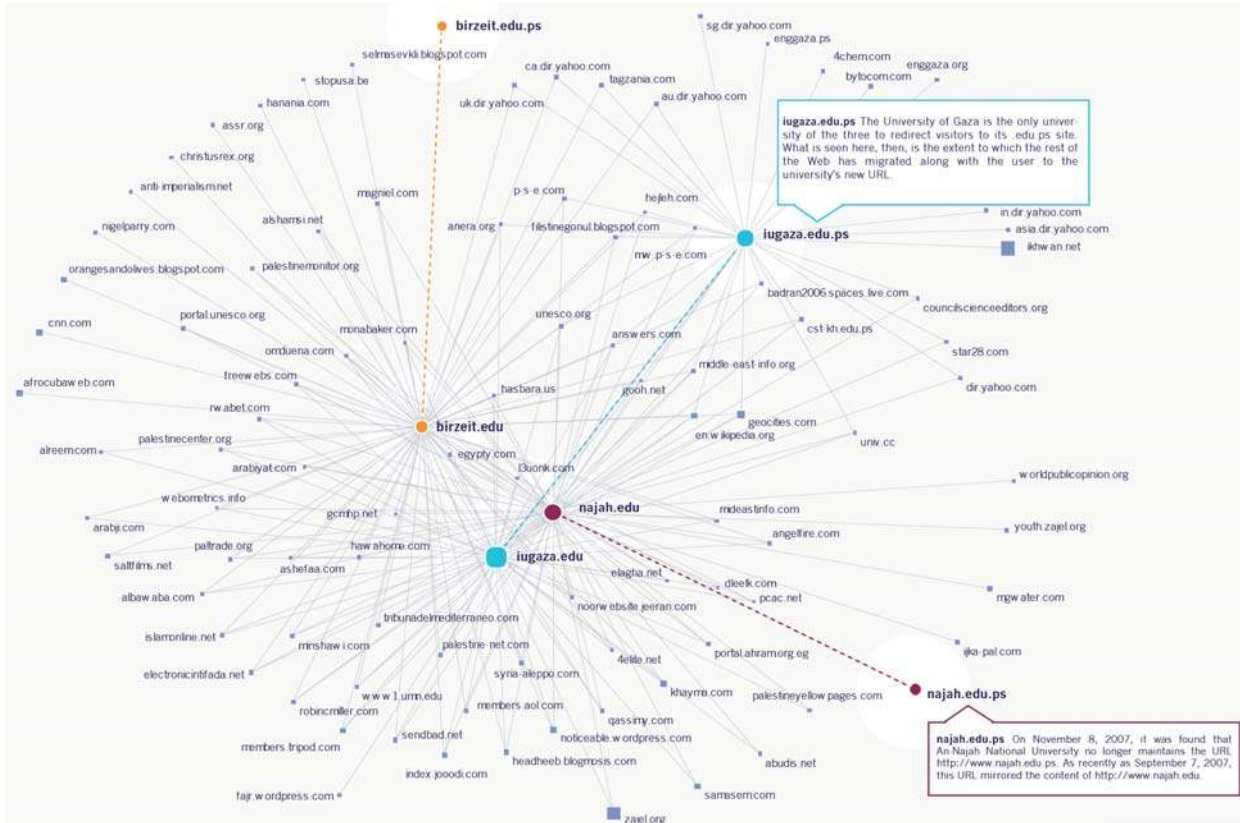 birzeit.edu.ps
sg.dir.yahoo.com
enggaza.ps
selmasevkli.blogspot.com
4chem.com
ca.dir.yahoo.com
enggaza.org
stopusa.be
tagzania.com
bytocom.com
hanania.com
uk.dir.yahoo.com
au.dir.yahoo.com
iugaza.edu.ps The University of Gaza is the only univer-
sity of the three to redirect visitors to its .edu.ps site.
What is seen here, then, is the extent to which the rest of
the Web has migrated along with the user to the
university's new URL.
assr.org
christusrex.org
anti-imperialism.net
magniel.com
p-s-e.com
hejleh.com
in.dir.yahoo.com
nigelparry.com
alshamsi.net
anera.org
filistinegonul.blogspot.com
iugaza.edu.ps
asia.dir.yahoo.com
ikhwan.net
mw.p-s-e.com
orangesandolives.blogspot.com
palestinemonitor.org
badran2006.spaces.live.com
councilscienceeditors.org
portal.unesco.org
unesco.org
cnn.com
monabaker.com
answers.com
cst-kh.edu.ps
omduena.com
star28.com
middle-east-info.org
freewebs.com
afrocubaweb.com
hasbara.us
gooh.net
dir.yahoo.com
rwabet.com
geocities.com
birzeit.edu
en.wikipedia.org
palestinecenter.org
univ.cc
alreem.com
egypty.com
arabiyat.com
l3uonk.com
worldpublicopinion.org
webometrics.info
najah.edu
mideastinfo.com
gcmhp.net
arabji.com
angelfire.com
youth.zajel.org
paltrade.org
hawahome.com
iugaza.edu
saltfilms.net
ashefaa.com
elagha.net
dleelk.com
albawaba.com
pcac.net
mgwater.com
noorwebsite.jeeran.com
tribunadelmediterraneo.com
islamonline.net
minshawi.com
palestine-net.com
portal.ahram.org.eg
ijka-pal.com
4elite.net
electronicintifada.net
syria-aleppo.com
khayma.com
www1.umn.edu
palestineyellowpages.com
najah.edu.ps
robincmiller.com
members.aol.com
qassimy.com
sendbad.net
noticeable.wordpress.com
members.tripod.com
najah.edu.ps On November 8, 2007, it was found that
An-Najah National University no longer maintains the URL
http://www.najah.edu.ps. As recently as September 7, 2007,
this URL mirrored the content of http://www.najah.edu.
headheeb.blogmosis.com
abudis.net
index.jooodi.com
fajr.wordpress.com
samasem.com
zajel.org